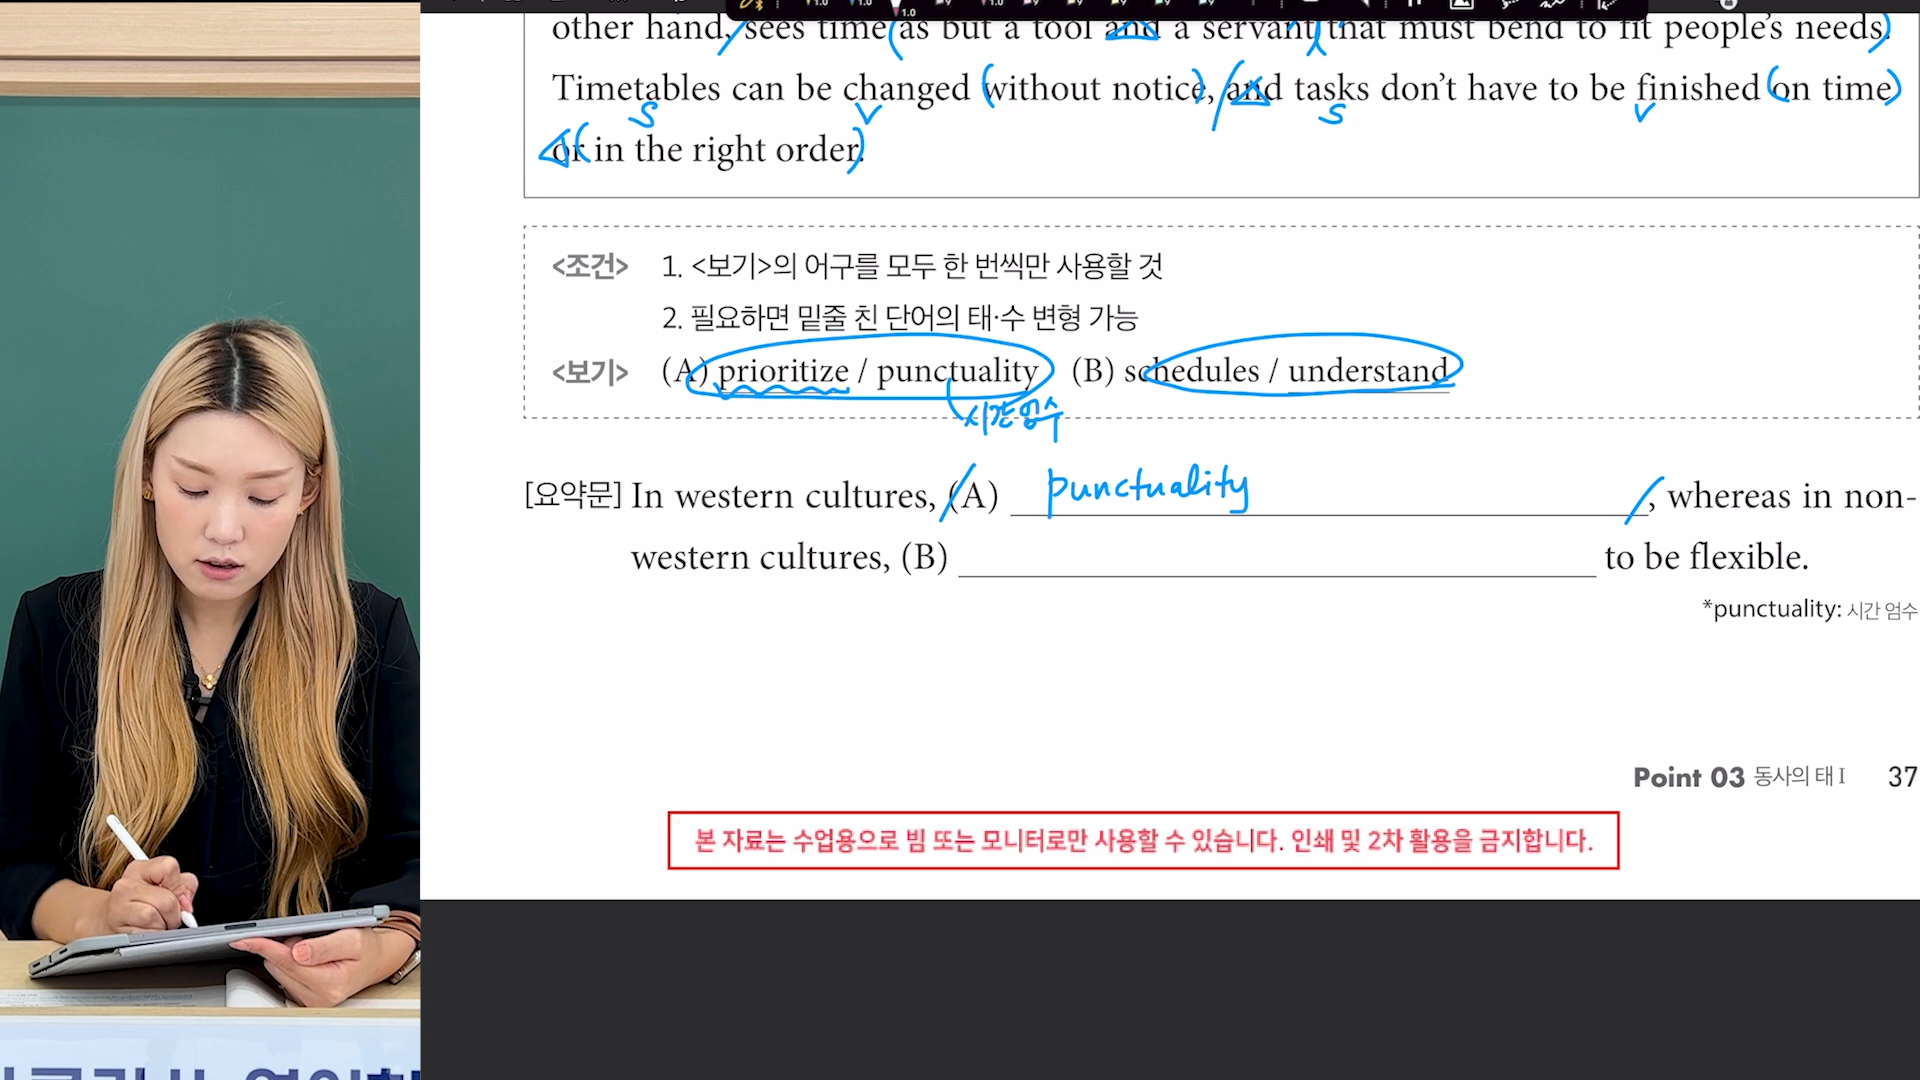 other hand, sees time as but a tool and a servant that must bend to fit people's needs.
Timetables can be changed without notice, and tasks don't have to be finished on time
S V S V
or in the right order.
<조건> 1. <보기>의 어구를 모두 한 번씩만 사용할 것
2. 필요하면 밑줄 친 단어의 태·수 변형 가능
<보기> (A) prioritize / punctuality (B) schedules / understand
시간 엄수
[요약문] In western cultures, (A) punctuality, whereas in non-
western cultures, (B) to be flexible.
*punctuality: 시간 엄수
Point 03 동사의 태 I 37
본 자료는 수업용으로 빔 또는 모니터로만 사용할 수 있습니다. 인쇄 및 2차 활용을 금지합니다.